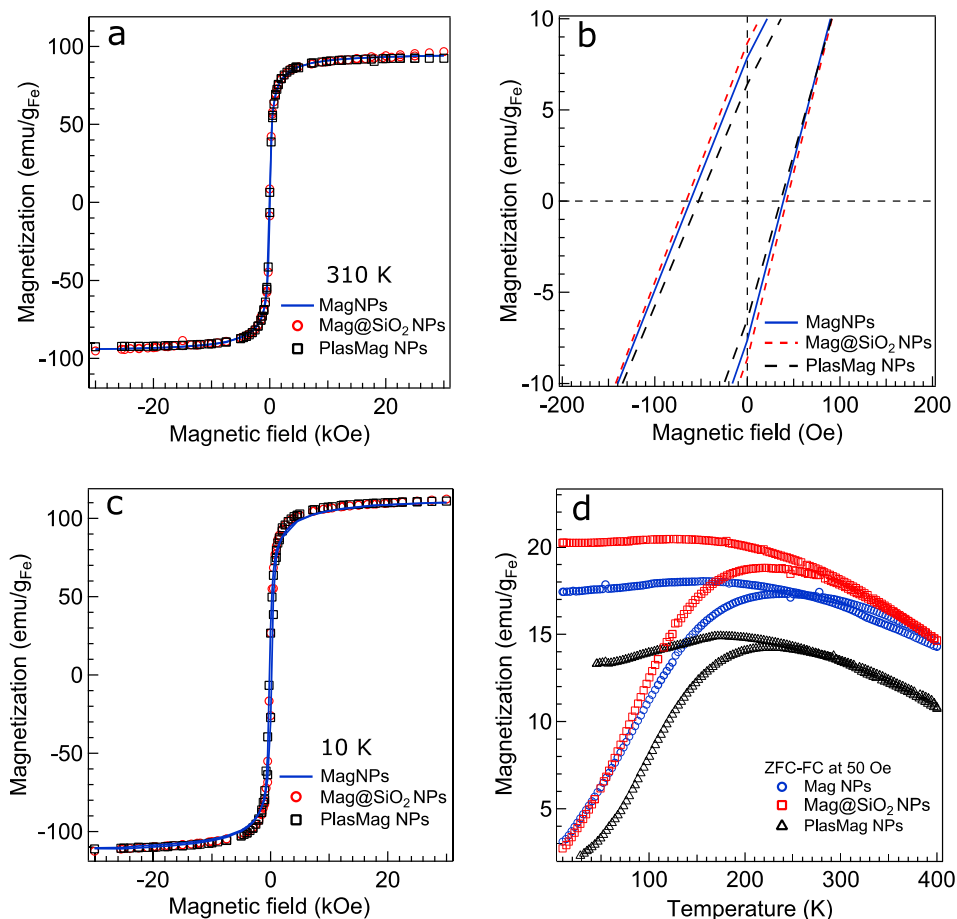 a
Magnetization (emu/gFe)
100
50
0
-50
-100
310 K
MagNPs
Mag@SiO2 NPs
PlasMag NPs
-20
0
20
Magnetic field (kOe)
b
Magnetization (emu/gFe)
10
5
0
-5
-10
MagNPs
Mag@SiO2 NPs
PlasMag NPs
-200
-100
0
100
200
Magnetic field (Oe)
c
Magnetization (emu/gFe)
100
50
0
-50
-100
10 K
MagNPs
Mag@SiO2 NPs
PlasMag NPs
-20
0
20
Magnetic field (kOe)
d
Magnetization (emu/gFe)
20
15
10
5
ZFC-FC at 50 Oe
Mag NPs
Mag@SiO2 NPs
PlasMag NPs
100
200
300
400
Temperature (K)